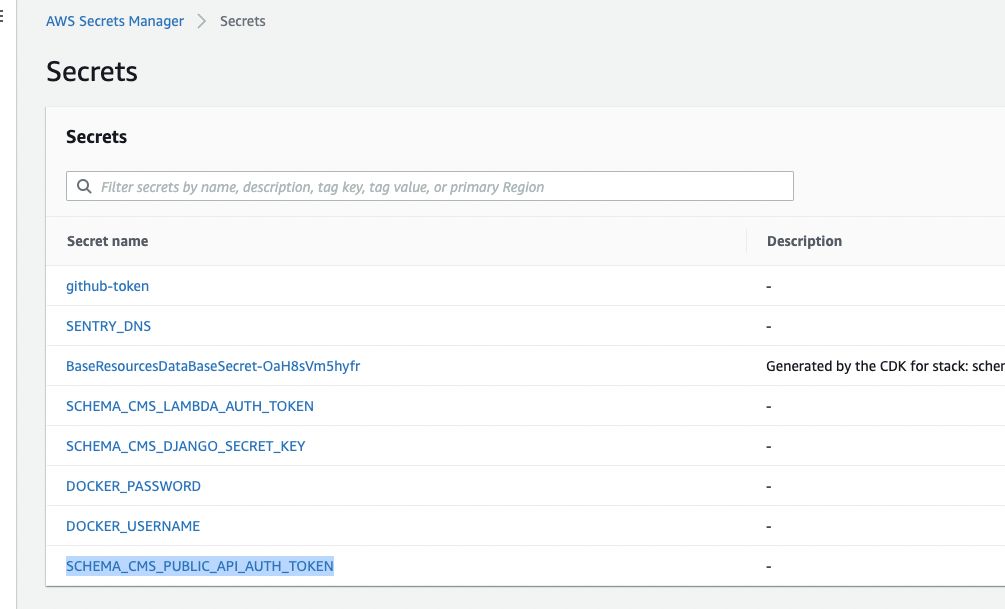 AWS Secrets Manager > Secrets
Secrets
Secrets
Filter secrets by name, description, tag key, tag value, or primary Region
Secret name Description
github-token -
SENTRY_DNS -
BaseResourcesDataBaseSecret-OaH8sVm5hyfr Generated by the CDK for stack: schem
SCHEMA_CMS_LAMBDA_AUTH_TOKEN -
SCHEMA_CMS_DJANGO_SECRET_KEY -
DOCKER_PASSWORD -
DOCKER_USERNAME -
SCHEMA_CMS_PUBLIC_API_AUTH_TOKEN -